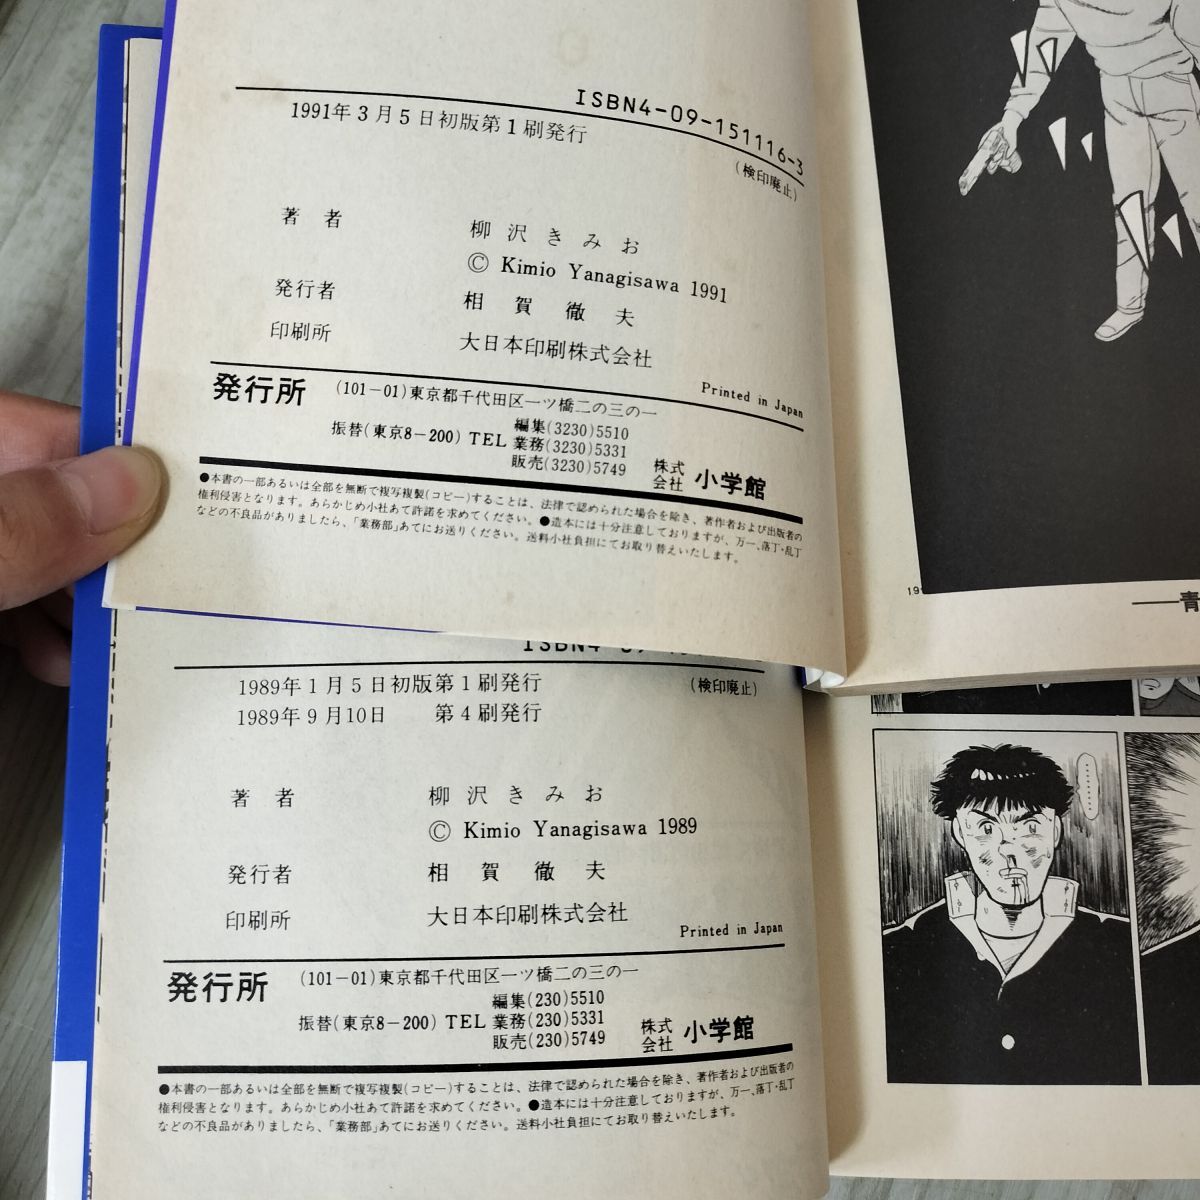 ISBN4-09-151116-3
1991年3月5日初版第1刷発行
(検印廃止)
著者 柳沢きみお
© Kimio Yanagisawa 1991
発行者 相賀徹夫
印刷所 大日本印刷株式会社
Printed in Japan
発行所 (101-01)東京都千代田区一ツ橋二の三の一
編集(3230)5510
振替(東京8-200) TEL 業務(3230)5331
販売(3230)5749
株式会社 小学館
●本書の一部あるいは全部を無断で複写複製(コピー)することは、法律で認められた場合を除き、著作者および出版者の
権利侵害となります。あらかじめ小社あて許諾を求めてください。●造本には十分注意しておりますが、万一、落丁・乱丁
などの不良品がありましたら、「業務部」あてにお送りください。送料小社負担にてお取り替えいたします。
——青
1989年1月5日初版第1刷発行
(検印廃止)
1989年9月10日 第4刷発行
著者 柳沢きみお
© Kimio Yanagisawa 1989
発行者 相賀徹夫
印刷所 大日本印刷株式会社
Printed in Japan
発行所 (101-01)東京都千代田区一ツ橋二の三の一
編集(230)5510
振替(東京8-200) TEL 業務(230)5331
販売(230)5749
株式会社 小学館
●本書の一部あるいは全部を無断で複写複製(コピー)することは、法律で認められた場合を除き、著作者および出版者の
権利侵害となります。あらかじめ小社あて許諾を求めてください。●造本には十分注意しておりますが、万一、落丁・乱丁
などの不良品がありましたら、「業務部」あてにお送りください。送料小社負担にてお取り替えいたします。